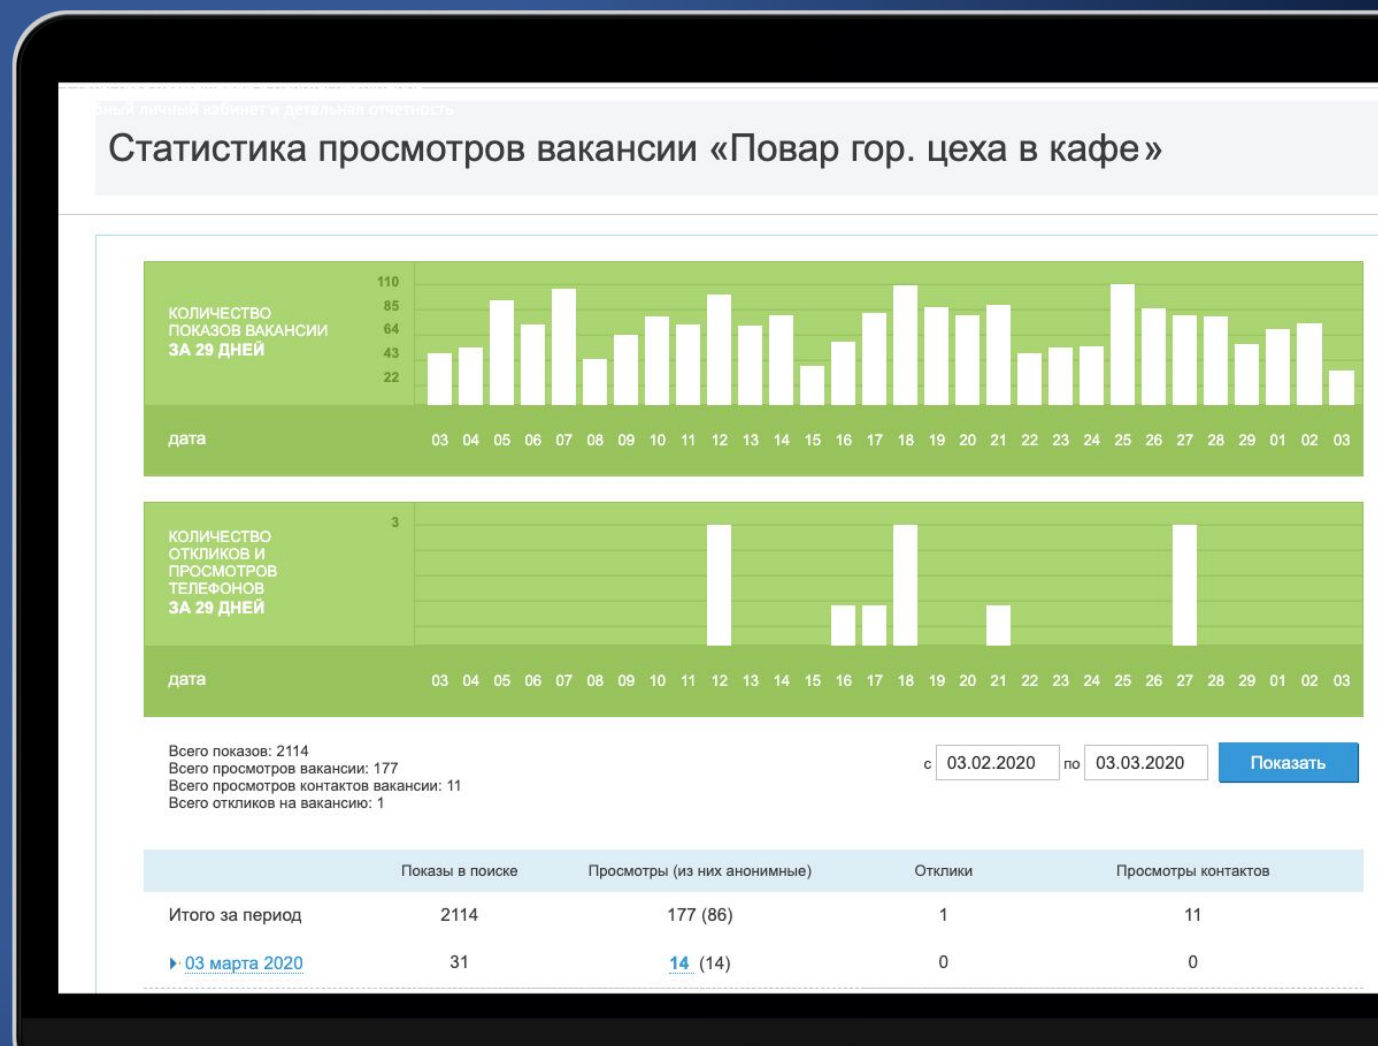 бный личный кабинет и детальная отчетность
Статистика просмотров вакансии «Повар гор. цеха в кафе»
КОЛИЧЕСТВО
ПОКАЗОВ ВАКАНСИИ
ЗА 29 ДНЕЙ
110
85
64
43
22
дата 03 04 05 06 07 08 09 10 11 12 13 14 15 16 17 18 19 20 21 22 23 24 25 26 27 28 29 01 02 03
КОЛИЧЕСТВО
ОТКЛИКОВ И
ПРОСМОТРОВ
ТЕЛЕФОНОВ
ЗА 29 ДНЕЙ
3
дата 03 04 05 06 07 08 09 10 11 12 13 14 15 16 17 18 19 20 21 22 23 24 25 26 27 28 29 01 02 03
Всего показов: 2114
Всего просмотров вакансии: 177
Всего просмотров контактов вакансии: 11
Всего откликов на вакансию: 1
с 03.02.2020 по 03.03.2020 Показать
Показы в поиске Просмотры (из них анонимные) Отклики Просмотры контактов
Итого за период 2114 177 (86) 1 11
03 марта 2020 31 14 (14) 0 0